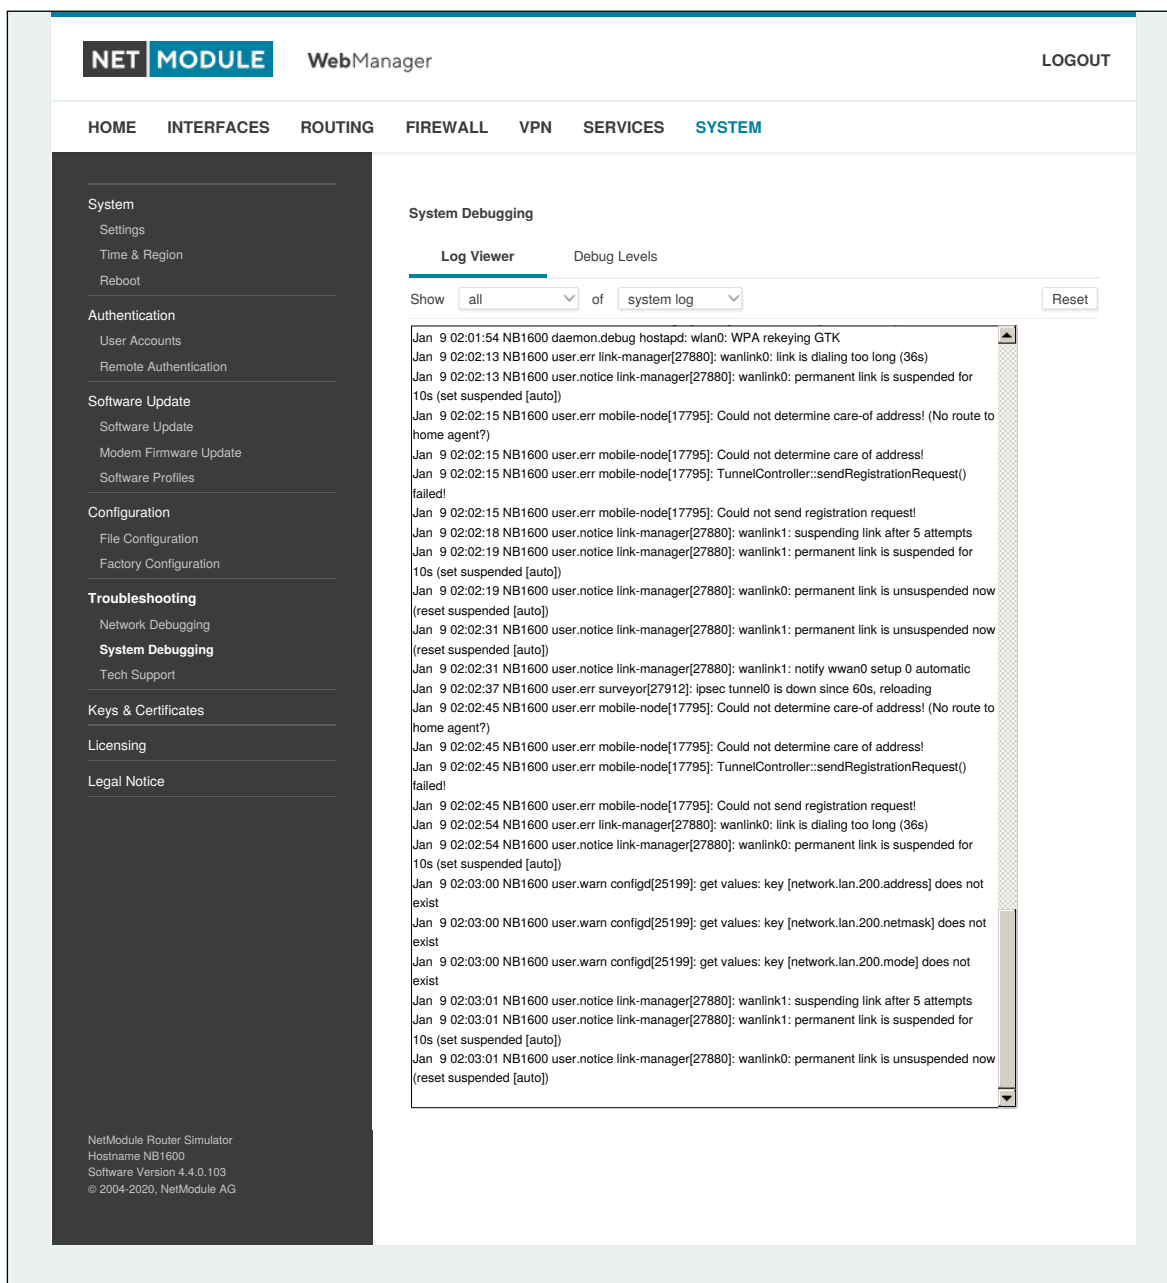 NET MODULE WebManager LOGOUT
HOME INTERFACES ROUTING FIREWALL VPN SERVICES SYSTEM
System
Settings
Time & Region
Reboot
Authentication
User Accounts
Remote Authentication
Software Update
Software Update
Modem Firmware Update
Software Profiles
Configuration
File Configuration
Factory Configuration
Troubleshooting
Network Debugging
System Debugging
Tech Support
Keys & Certificates
Licensing
Legal Notice
NetModule Router Simulator
Hostname NB1600
Software Version 4.4.0.103
© 2004-2020, NetModule AG
System Debugging
Log Viewer Debug Levels
Show all of system log Reset
Jan 9 02:01:54 NB1600 daemon.debug hostapd: wlan0: WPA rekeying GTK
Jan 9 02:02:13 NB1600 user.err link-manager[27880]: wanlink0: link is dialing too long (36s)
Jan 9 02:02:13 NB1600 user.notice link-manager[27880]: wanlink0: permanent link is suspended for
10s (set suspended [auto])
Jan 9 02:02:15 NB1600 user.err mobile-node[17795]: Could not determine care-of address! (No route to
home agent?)
Jan 9 02:02:15 NB1600 user.err mobile-node[17795]: Could not determine care of address!
Jan 9 02:02:15 NB1600 user.err mobile-node[17795]: TunnelController::sendRegistrationRequest()
failed!
Jan 9 02:02:15 NB1600 user.err mobile-node[17795]: Could not send registration request!
Jan 9 02:02:18 NB1600 user.notice link-manager[27880]: wanlink1: suspending link after 5 attempts
Jan 9 02:02:19 NB1600 user.notice link-manager[27880]: wanlink1: permanent link is suspended for
10s (set suspended [auto])
Jan 9 02:02:19 NB1600 user.notice link-manager[27880]: wanlink0: permanent link is unsuspended now
(reset suspended [auto])
Jan 9 02:02:31 NB1600 user.notice link-manager[27880]: wanlink1: permanent link is unsuspended now
(reset suspended [auto])
Jan 9 02:02:31 NB1600 user.notice link-manager[27880]: wanlink1: notify wwan0 setup 0 automatic
Jan 9 02:02:37 NB1600 user.err surveyor[27912]: ipsec tunnel0 is down since 60s, reloading
Jan 9 02:02:45 NB1600 user.err mobile-node[17795]: Could not determine care-of address! (No route to
home agent?)
Jan 9 02:02:45 NB1600 user.err mobile-node[17795]: Could not determine care of address!
Jan 9 02:02:45 NB1600 user.err mobile-node[17795]: TunnelController::sendRegistrationRequest()
failed!
Jan 9 02:02:45 NB1600 user.err mobile-node[17795]: Could not send registration request!
Jan 9 02:02:54 NB1600 user.err link-manager[27880]: wanlink0: link is dialing too long (36s)
Jan 9 02:02:54 NB1600 user.notice link-manager[27880]: wanlink0: permanent link is suspended for
10s (set suspended [auto])
Jan 9 02:03:00 NB1600 user.warn configd[25199]: get values: key [network.lan.200.address] does not
exist
Jan 9 02:03:00 NB1600 user.warn configd[25199]: get values: key [network.lan.200.netmask] does not
exist
Jan 9 02:03:00 NB1600 user.warn configd[25199]: get values: key [network.lan.200.mode] does not
exist
Jan 9 02:03:01 NB1600 user.notice link-manager[27880]: wanlink1: suspending link after 5 attempts
Jan 9 02:03:01 NB1600 user.notice link-manager[27880]: wanlink1: permanent link is suspended for
10s (set suspended [auto])
Jan 9 02:03:01 NB1600 user.notice link-manager[27880]: wanlink0: permanent link is unsuspended now
(reset suspended [auto])